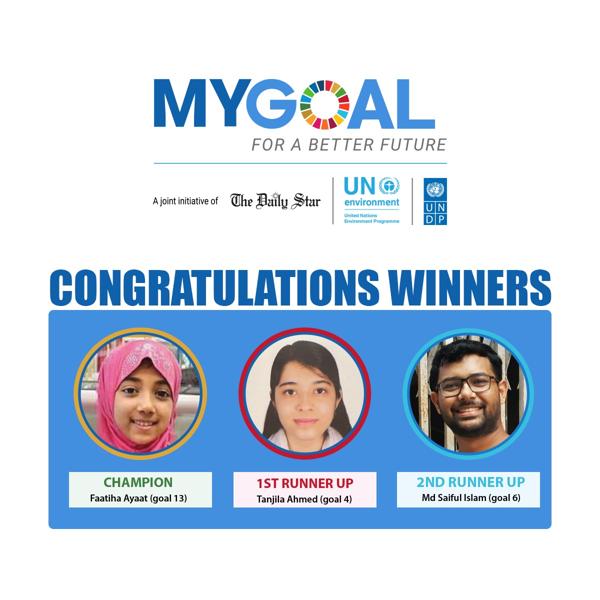 MYGOAL
FOR A BETTER FUTURE
A joint initiative of The Daily Star UN environment United Nations Environment Programme UNDP
CONGRATULATIONS WINNERS
CHAMPION
Faatiha Ayaat (goal 13)
1ST RUNNER UP
Tanjila Ahmed (goal 4)
2ND RUNNER UP
Md Saiful Islam (goal 6)